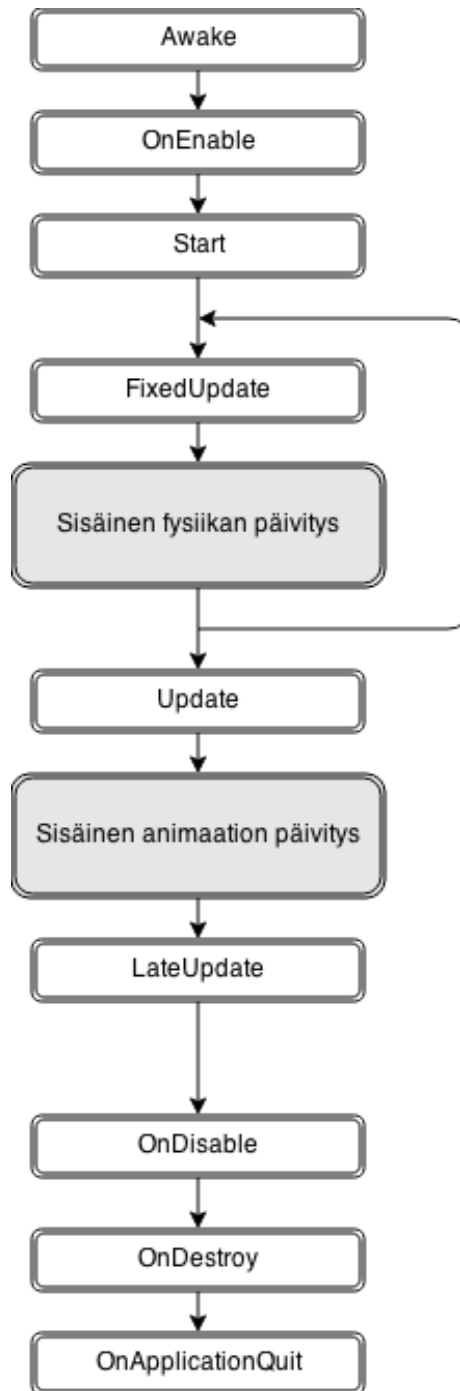 Awake
OnEnable
Start
FixedUpdate
Sisäinen fysiikan päivitys
Update
Sisäinen animaation päivitys
LateUpdate
OnDisable
OnDestroy
OnApplicationQuit